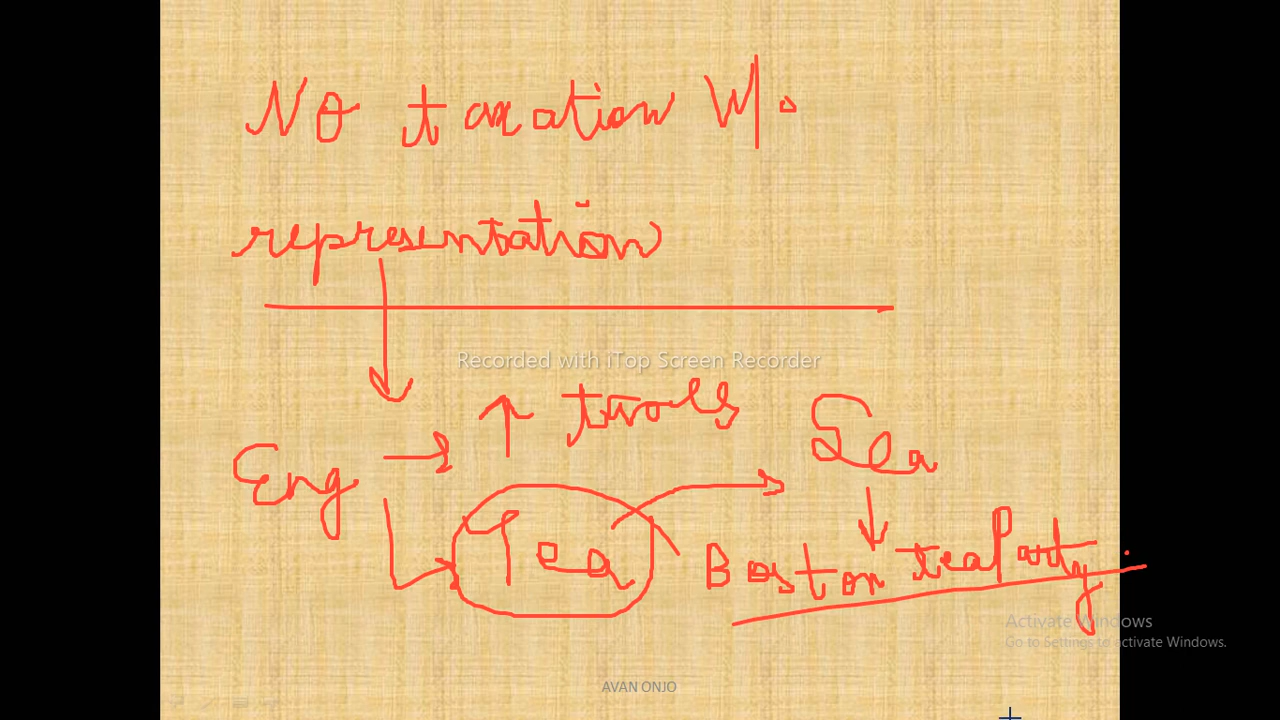 No taxation W/o
representation
Recorded with iTop Screen Recorder
Eng → ↑ Sea
Tea Boston tea Party.
Activate Windows
Go to Settings to activate Windows.
AVAN ONJO